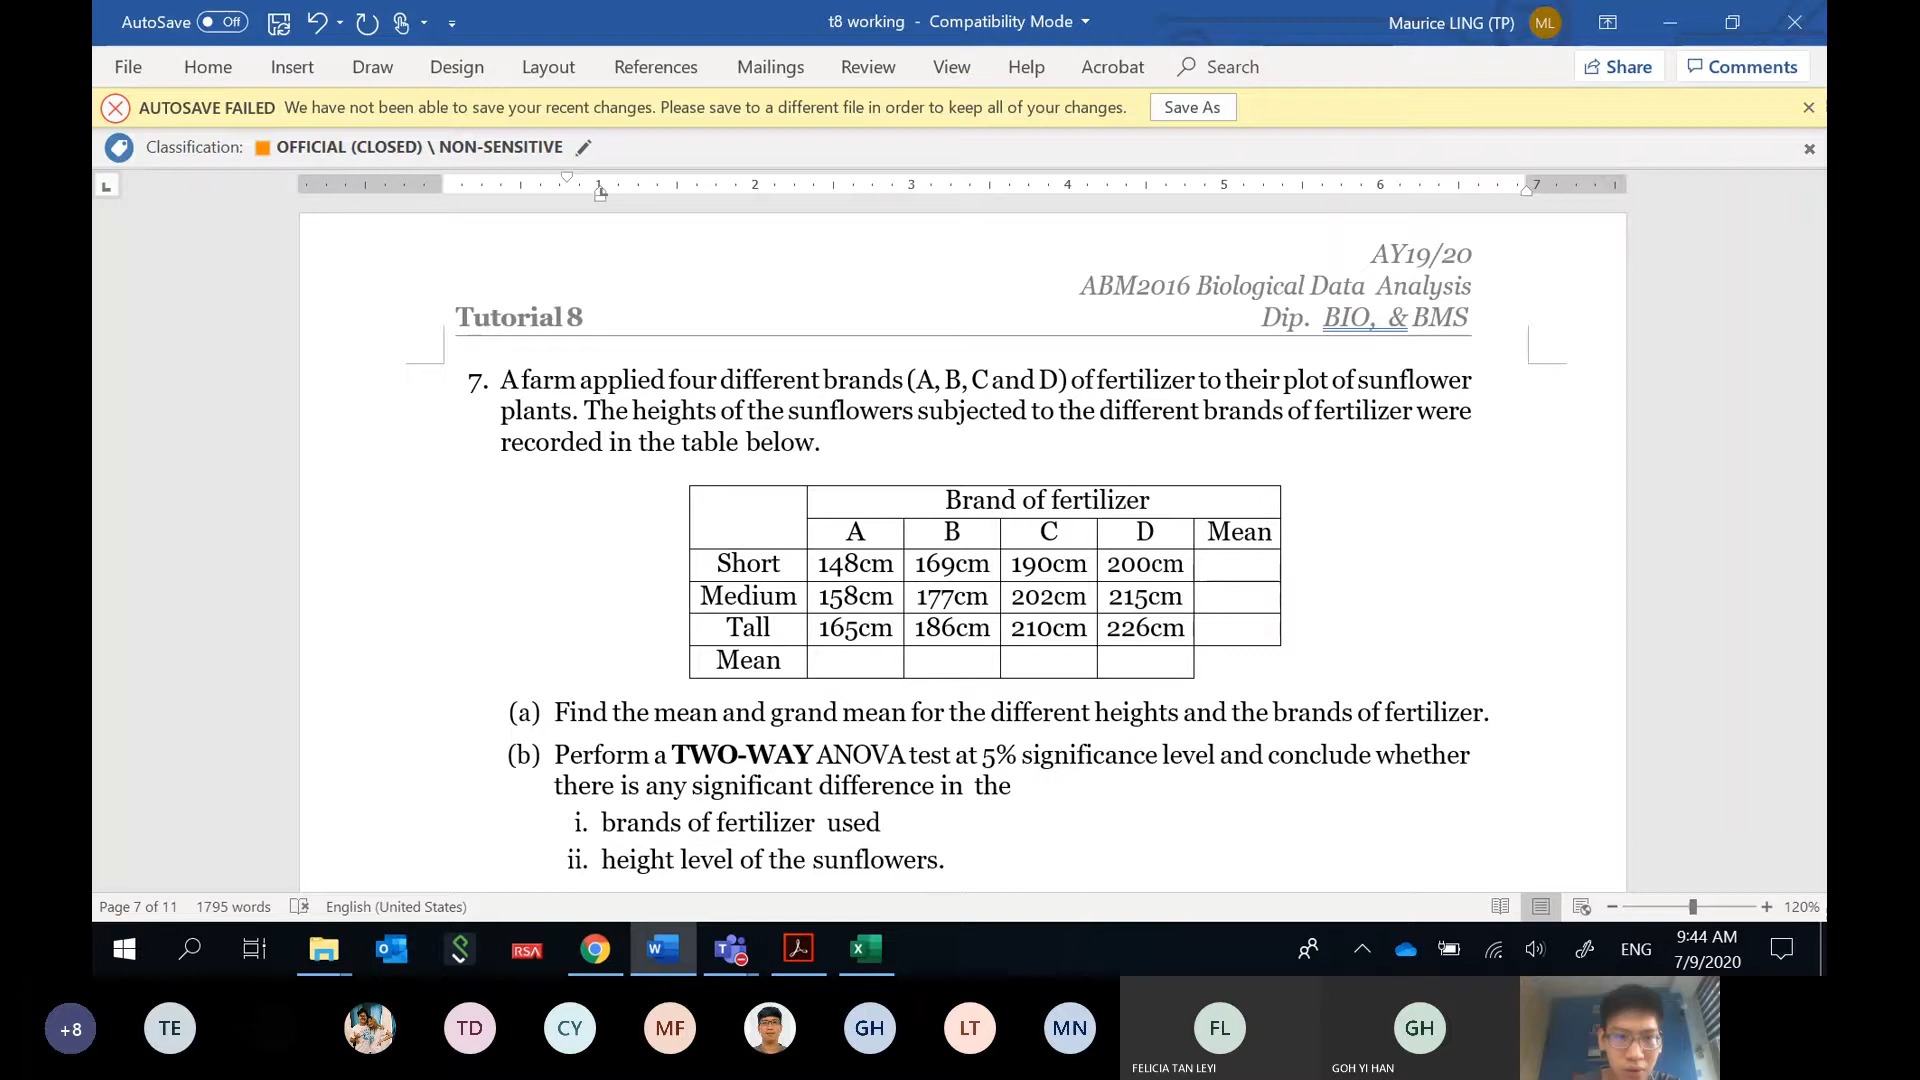 AutoSave Off
t8 working - Compatibility Mode
Maurice LING (TP) ML
File Home Insert Draw Design Layout References Mailings Review View Help Acrobat Search Share Comments
AUTOSAVE FAILED We have not been able to save your recent changes. Please save to a different file in order to keep all of your changes. Save As
Classification: OFFICIAL (CLOSED) \ NON-SENSITIVE
1 2 3 4 5 6 7
AY19/20
ABM2016 Biological Data Analysis
Tutorial 8 Dip. BIO, & BMS
7. A farm applied four different brands (A, B, C and D) of fertilizer to their plot of sunflower
plants. The heights of the sunflowers subjected to the different brands of fertilizer were
recorded in the table below.
Brand of fertilizer
A B C D Mean
Short 148cm 169cm 190cm 200cm
Medium 158cm 177cm 202cm 215cm
Tall 165cm 186cm 210cm 226cm
Mean
(a) Find the mean and grand mean for the different heights and the brands of fertilizer.
(b) Perform a TWO-WAY ANOVA test at 5% significance level and conclude whether
there is any significant difference in the
i. brands of fertilizer used
ii. height level of the sunflowers.
Page 7 of 11 1795 words English (United States) 120%
RSA
ENG
9:44 AM
7/9/2020
+8 TE TD CY MF GH LT MN FL GH
FELICIA TAN LEYI GOH YI HAN